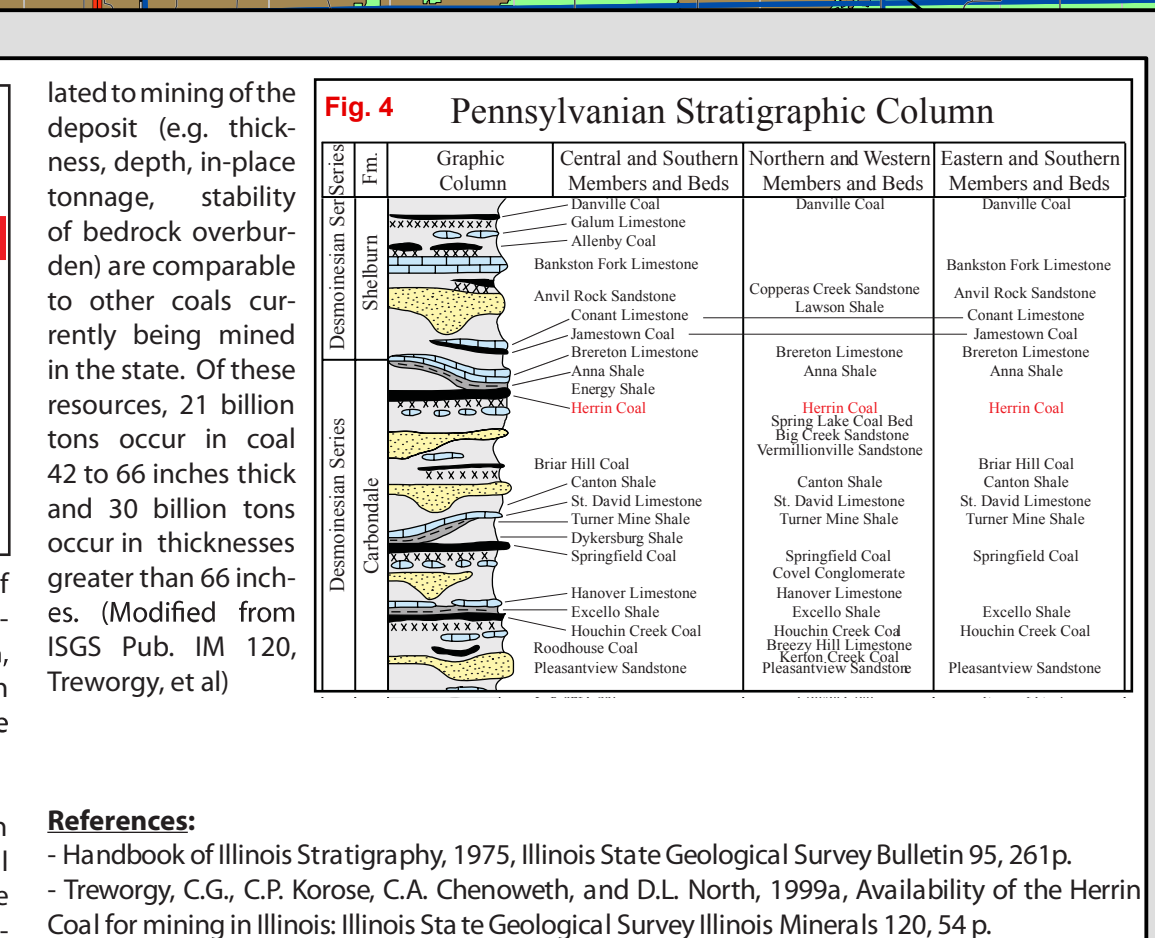 lated to mining of the
deposit (e.g. thick-
ness, depth, in-place
tonnage, stability
of bedrock overbur-
den) are comparable
to other coals cur-
rently being mined
in the state. Of these
resources, 21 billion
tons occur in coal
42 to 66 inches thick
and 30 billion tons
occur in thicknesses
greater than 66 inch-
es. (Modified from
ISGS Pub. IM 120,
Treworgy, et al)
Fig. 4 Pennsylvanian Stratigraphic Column
Series
Fm.
Graphic
Column
Central and Southern
Members and Beds
Northern and Western
Members and Beds
Eastern and Southern
Members and Beds
Desmoinesian Ser
Shelburn
Desmoinesian Series
Carbondale
Danville Coal
Galum Limestone
Allenby Coal
Bankston Fork Limestone
Anvil Rock Sandstone
Conant Limestone
Jamestown Coal
Brereton Limestone
Anna Shale
Energy Shale
Herrin Coal
Briar Hill Coal
Canton Shale
St. David Limestone
Turner Mine Shale
Dykersburg Shale
Springfield Coal
Hanover Limestone
Excello Shale
Houchin Creek Coal
Roodhouse Coal
Pleasantview Sandstone
Danville Coal
Copperas Creek Sandstone
Lawson Shale
Brereton Limestone
Anna Shale
Herrin Coal
Spring Lake Coal Bed
Big Creek Sandstone
Vermillionville Sandstone
Canton Shale
St. David Limestone
Turner Mine Shale
Springfield Coal
Covel Conglomerate
Hanover Limestone
Excello Shale
Houchin Creek Coal
Breezy Hill Limestone
Kerton Creek Coal
Pleasantview Sandstone
Danville Coal
Bankston Fork Limestone
Anvil Rock Sandstone
Conant Limestone
Jamestown Coal
Brereton Limestone
Anna Shale
Herrin Coal
Briar Hill Coal
Canton Shale
St. David Limestone
Turner Mine Shale
Springfield Coal
Excello Shale
Houchin Creek Coal
Pleasantview Sandstone
References:
- Handbook of Illinois Stratigraphy, 1975, Illinois State Geological Survey Bulletin 95, 261p.
- Treworgy, C.G., C.P. Korose, C.A. Chenoweth, and D.L. North, 1999a, Availability of the Herrin
Coal for mining in Illinois: Illinois State Geological Survey Illinois Minerals 120, 54 p.